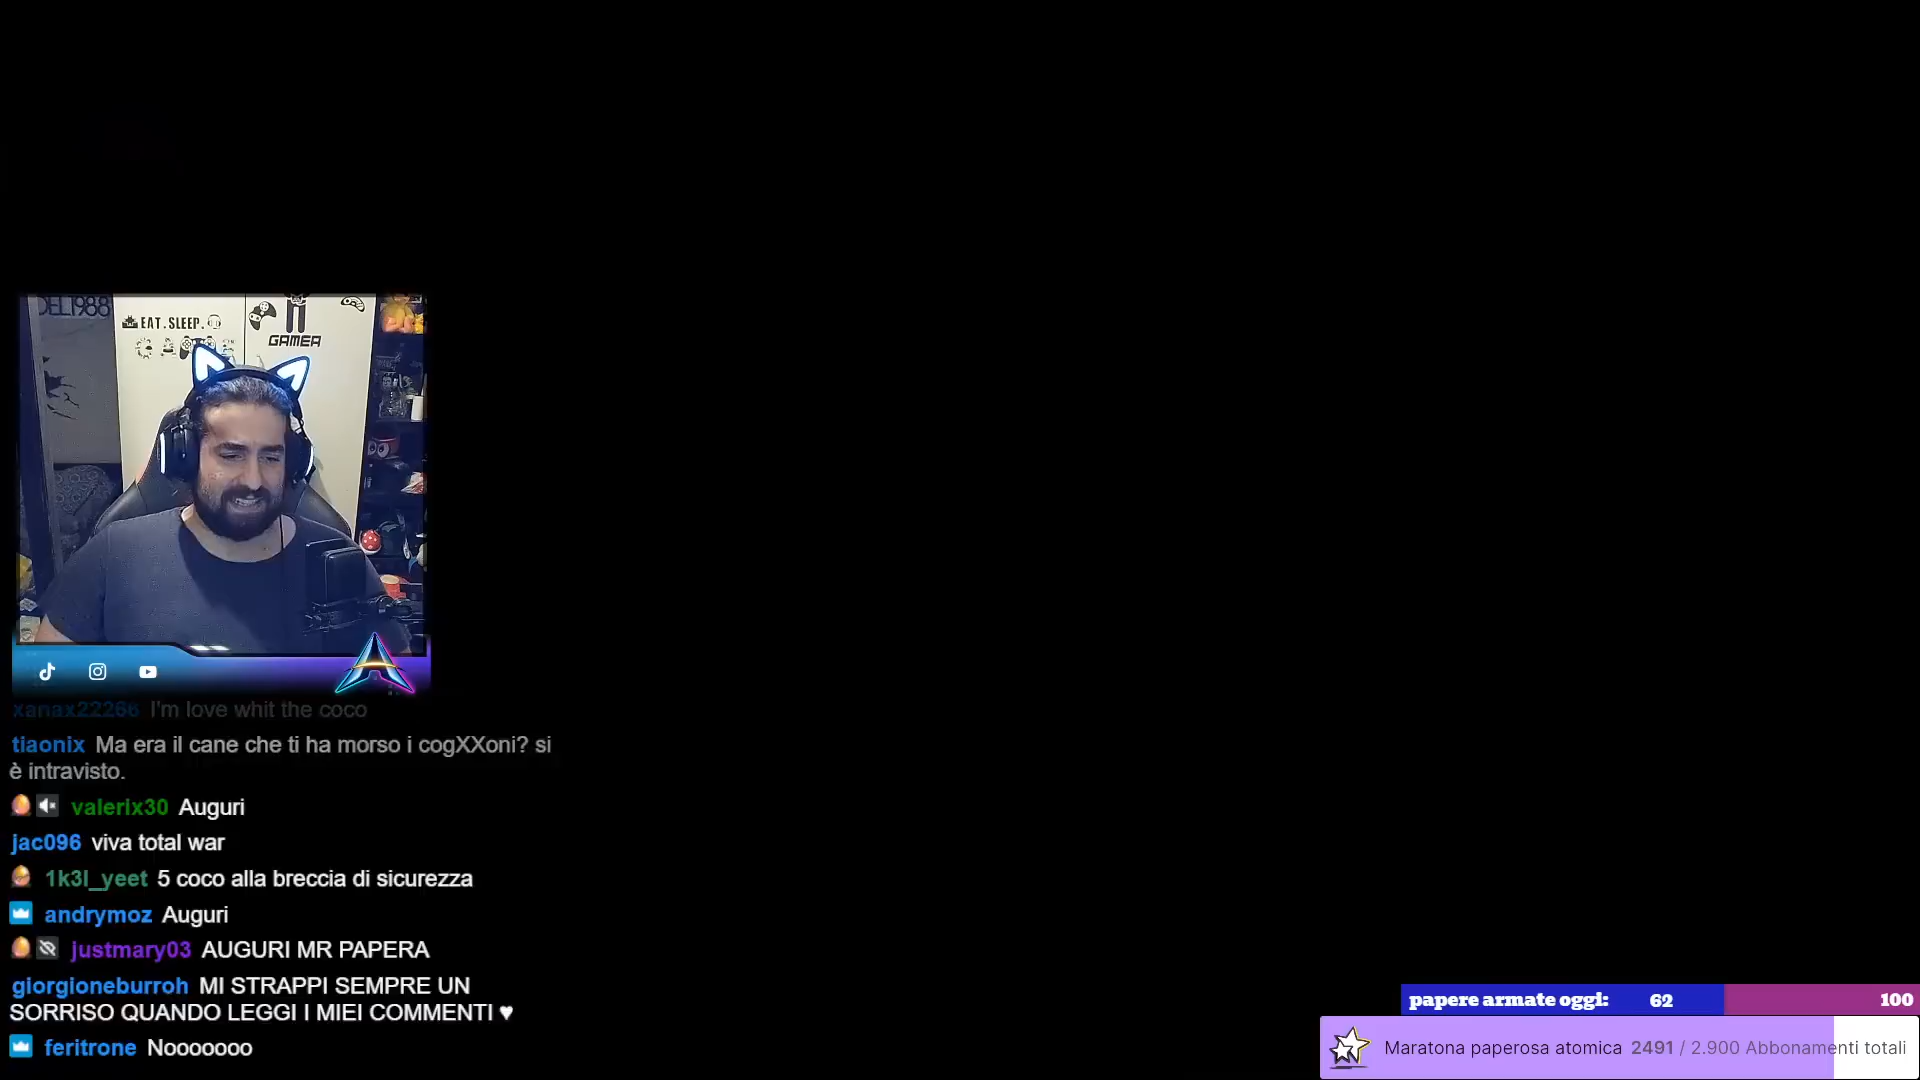 DEL1988
EAT.SLEEP.
GAMER
xanax22266 I'm love whit the coco
tiaonix Ma era il cane che ti ha morso i cogXXoni? si
è intravisto.
valerix30 Auguri
jac096 viva total war
1k3l_yeet 5 coco alla breccia di sicurezza
andrymoz Auguri
justmary03 AUGURI MR PAPERA
giorgioneburroh MI STRAPPI SEMPRE UN
SORRISO QUANDO LEGGI I MIEI COMMENTI ♥
feritrone Nooooooo
papere armate oggi: 62 100
Maratona paperosa atomica 2491 / 2.900 Abbonamenti totali